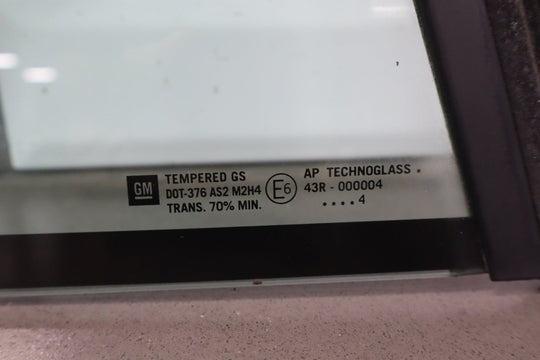 GM
TEMPERED GS
DOT-376 AS2 M2H4
TRANS. 70% MIN.
E6
AP TECHNOGLASS .
43R - 000004
. . . . 4